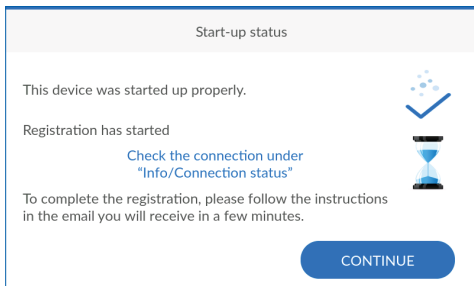 Start-up status
This device was started up properly.
Registration has started
Check the connection under
“Info/Connection status”
To complete the registration, please follow the instructions
in the email you will receive in a few minutes.
CONTINUE